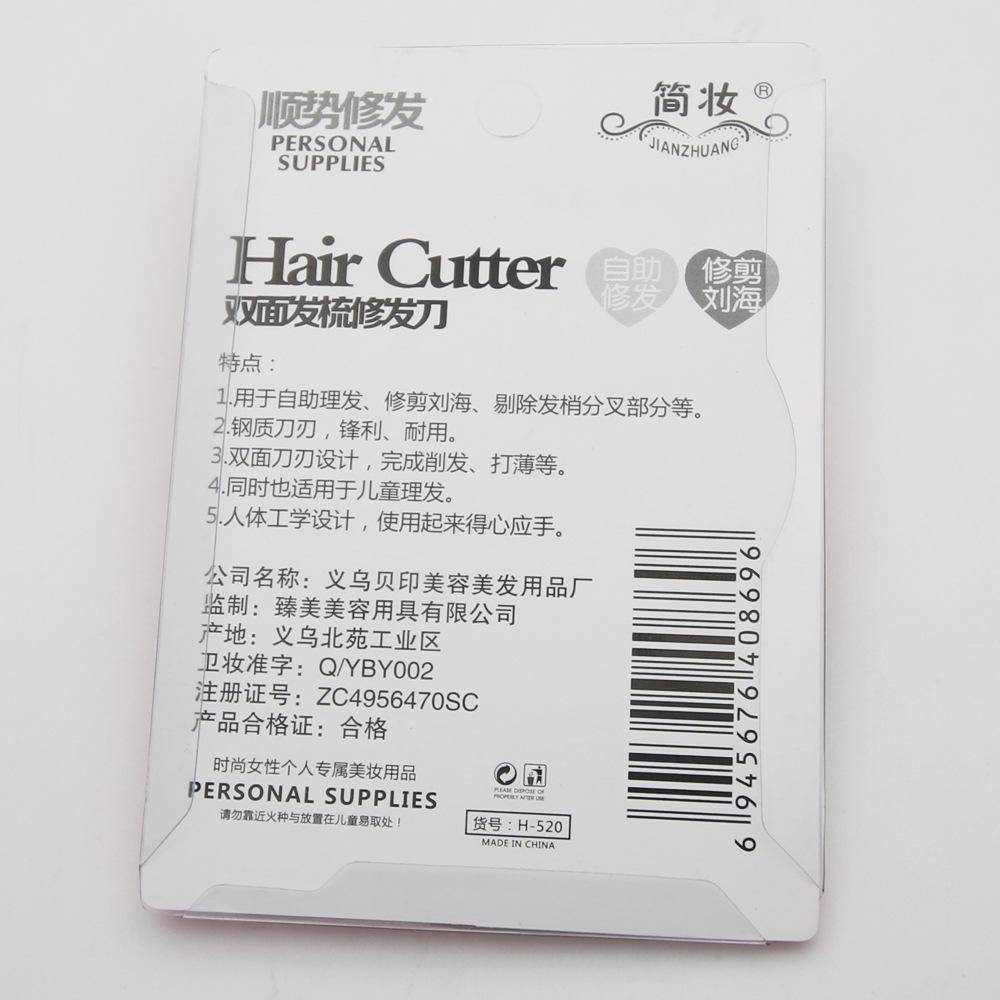 顺势修发
PERSONAL
SUPPLIES
简妆®
JIANZHUANG
Hair Cutter
双面发梳修发刀
自助
修发
修剪
刘海
特点：
1.用于自助理发、修剪刘海、剔除发梢分叉部分等。
2.钢质刀刃，锋利、耐用。
3.双面刀刃设计，完成削发、打薄等。
4.同时也适用于儿童理发。
5.人体工学设计，使用起来得心应手。
公司名称：义乌贝印美容美发用品厂
监制：臻美美容用具有限公司
产地：义乌北苑工业区
卫妆准字：Q/YBY002
注册证号：ZC4956470SC
产品合格证：合格
时尚女性个人专属美妆用品
PERSONAL SUPPLIES
请勿靠近火种与放置在儿童易取处！
PLEASE DISPOSE OF
PROPERLY AFTER USE
货号：H-520
MADE IN CHINA
6 945676 408696